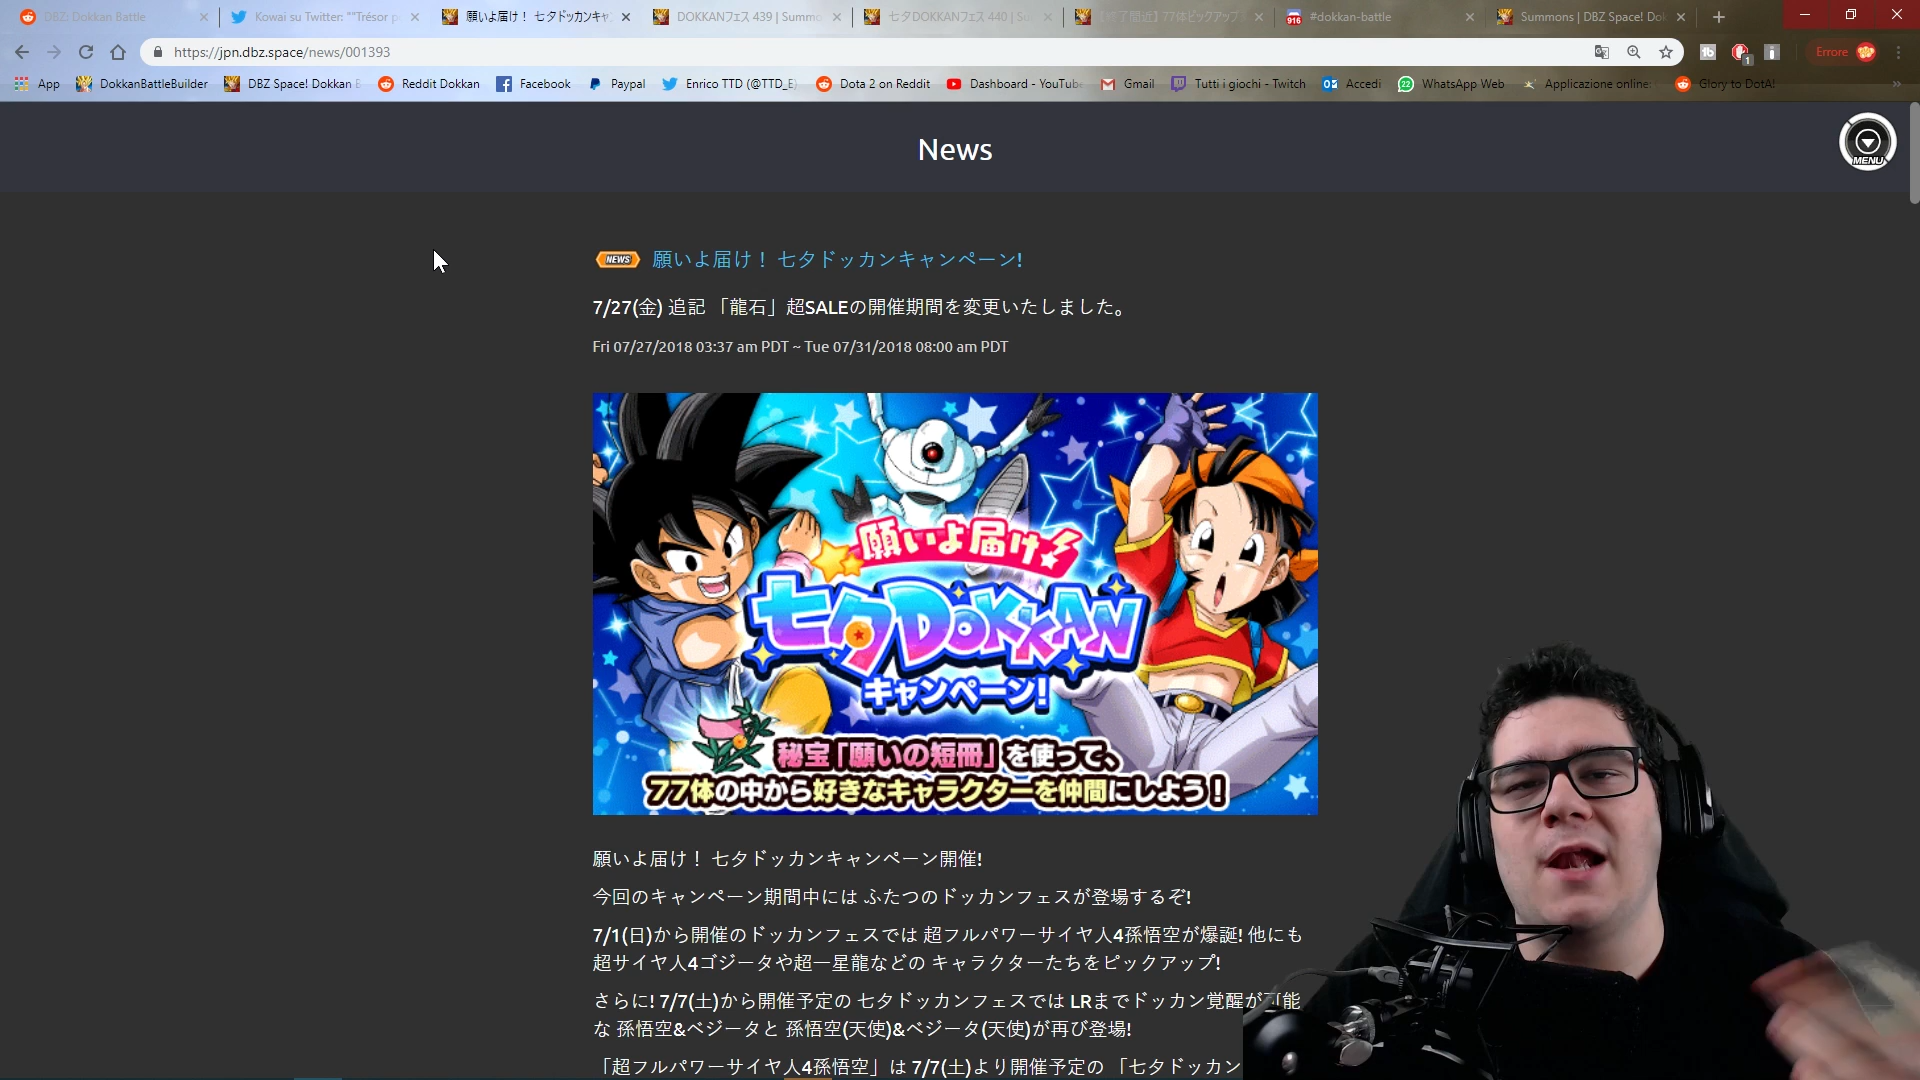 DBZ: Dokkan Battle
Kowai su Twitter: ""Trésor p
願いよ届け！ 七夕ドッカンキャン
DOKKANフェス 439 | Summo
七夕DOKKANフェス 440 | Su
【終了間近】77体ピックアップ
#dokkan-battle
Summons | DBZ Space! Do
https://jpn.dbz.space/news/001393
Errore
App
DokkanBattleBuilder
DBZ Space! Dokkan B
Reddit Dokkan
Facebook
Paypal
Enrico TTD (@TTD_E)
Dota 2 on Reddit
Dashboard - YouTube
Gmail
Tutti i giochi - Twitch
Accedi
WhatsApp Web
Applicazione online:
Glory to DotA!
News
MENU
NEWS 願いよ届け！ 七夕ドッカンキャンペーン!
7/27(金) 追記 「龍石」超SALEの開催期間を変更いたしました。
Fri 07/27/2018 03:37 am PDT ~ Tue 07/31/2018 08:00 am PDT
願いよ届け！
七夕DOKKAN
キャンペーン!
秘宝「願いの短冊」を使って、
77体の中から好きなキャラクターを仲間にしよう！
願いよ届け！ 七夕ドッカンキャンペーン開催!
今回のキャンペーン期間中には ふたつのドッカンフェスが登場するぞ!
7/1(日)から開催のドッカンフェスでは 超フルパワーサイヤ人4孫悟空が爆誕! 他にも
超サイヤ人4ゴジータや超一星龍などの キャラクターたちをピックアップ!
さらに! 7/7(土)から開催予定の 七夕ドッカンフェスでは LRまでドッカン覚醒が可能
な 孫悟空&ベジータと 孫悟空(天使)&ベジータ(天使)が再び登場!
「超フルパワーサイヤ人4孫悟空」は 7/7(土)より開催予定の 「七夕ドッカン